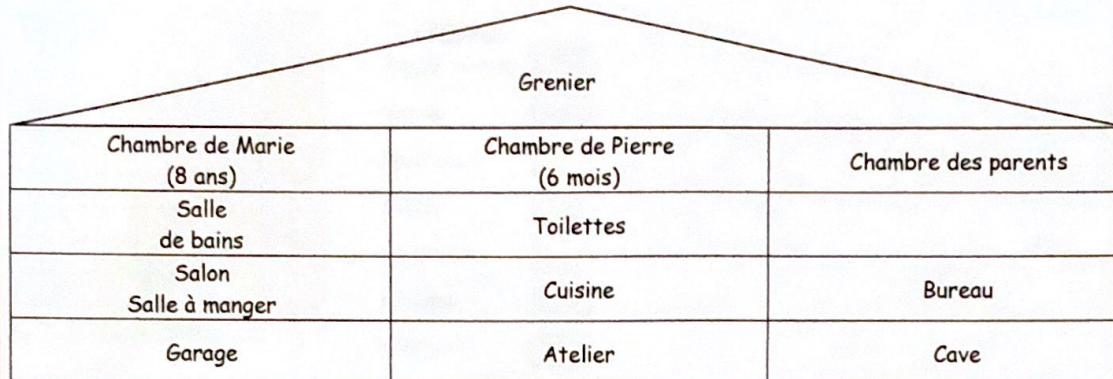 Grenier
Chambre de Marie
(8 ans)
Chambre de Pierre
(6 mois)
Chambre des parents
Salle
de bains
Toilettes
Salon
Salle à manger
Cuisine
Bureau
Garage
Atelier
Cave